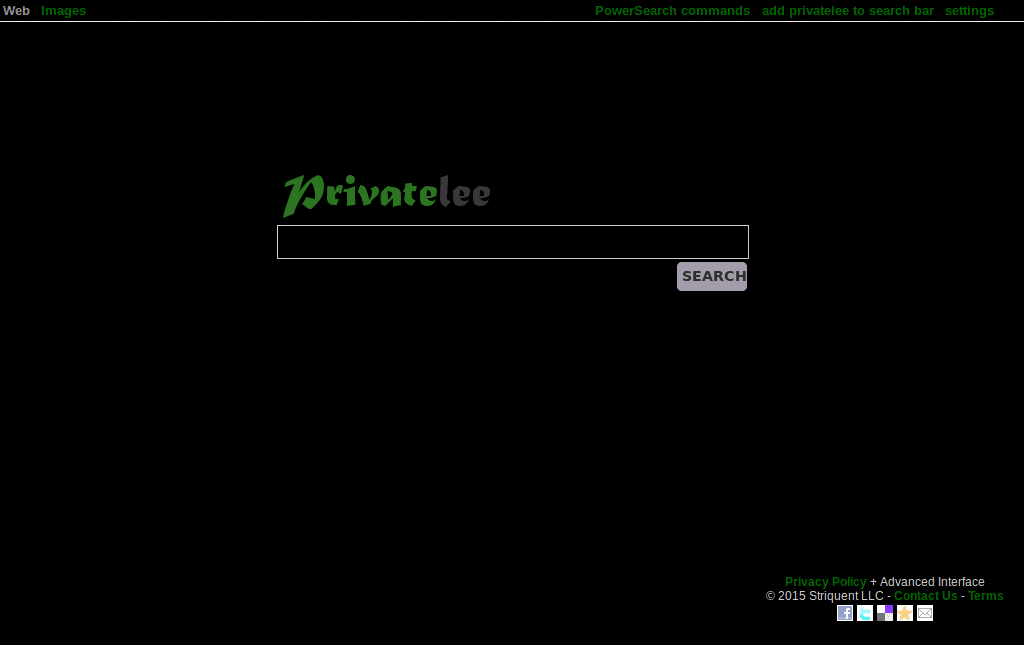 Web Images PowerSearch commands add privatelee to search bar settings
Privatelee
SEARCH
Privacy Policy + Advanced Interface
© 2015 Striquent LLC - Contact Us - Terms